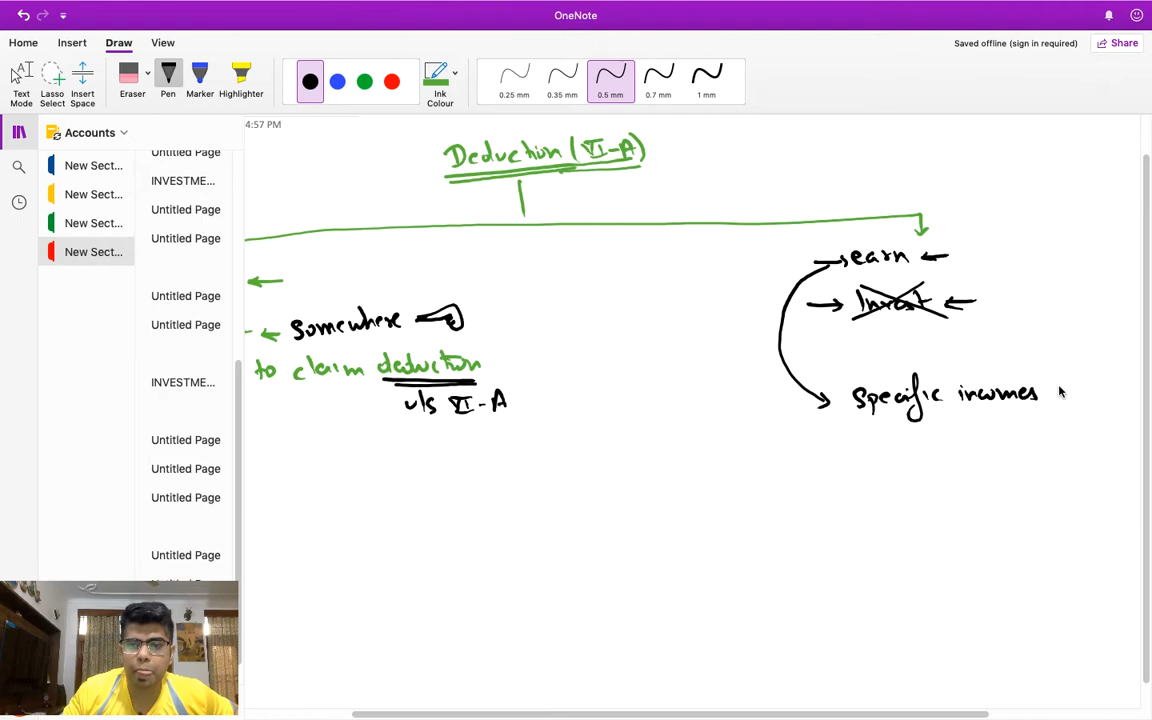 OneNote
Home Insert Draw View
Saved offline (sign in required) Share
Text Mode
Lasso Select
Insert Space
Eraser
Pen
Marker
Highlighter
Ink Colour
0.25 mm
0.35 mm
0.5 mm
0.7 mm
1 mm
Accounts
New Sect...
New Sect...
New Sect...
New Sect...
Untitled Page
INVESTME...
Untitled Page
Untitled Page
Untitled Page
Untitled Page
INVESTME...
Untitled Page
Untitled Page
Untitled Page
Untitled Page
4:57 PM
Deduction (VI-A)
earn
Invest
somewhere
to claim deduction
u/s VI-A
specific incomes